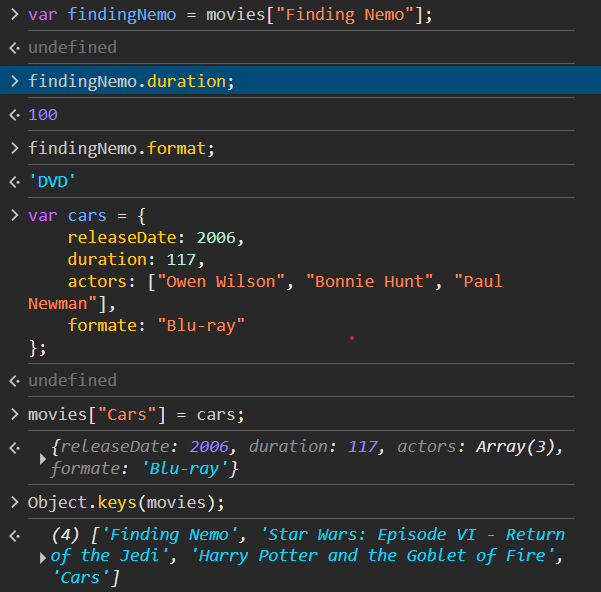 > var findingNemo = movies["Finding Nemo"];
undefined
> findingNemo.duration;
100
> findingNemo.format;
'DVD'
> var cars = {
releaseDate: 2006,
duration: 117,
actors: ["Owen Wilson", "Bonnie Hunt", "Paul
Newman"],
formate: "Blu-ray"
};
undefined
> movies["Cars"] = cars;
{releaseDate: 2006, duration: 117, actors: Array(3),
formate: 'Blu-ray'}
> Object.keys(movies);
(4) ['Finding Nemo', 'Star Wars: Episode VI - Return
of the Jedi', 'Harry Potter and the Goblet of Fire',
'Cars']